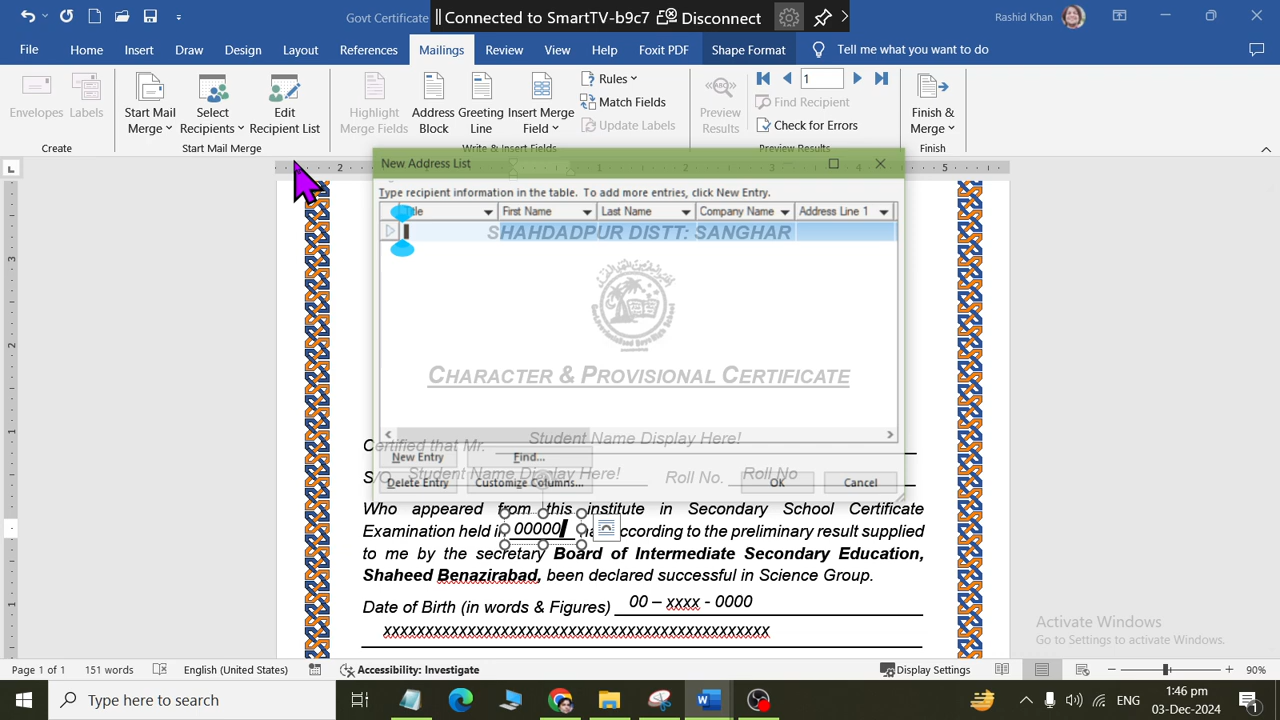 Govt Certificate
Connected to SmartTV-b9c7 Disconnect
Rashid Khan
File Home Insert Draw Design Layout References Mailings Review View Help Foxit PDF Shape Format Tell me what you want to do
Envelopes Labels
Create
Start Mail Merge
Select Recipients
Edit Recipient List
Start Mail Merge
Highlight Merge Fields
Address Block
Greeting Line
Insert Merge Field
Rules
Match Fields
Update Labels
Write & Insert Fields
Preview Results
1
Find Recipient
Check for Errors
Preview Results
Finish & Merge
Finish
New Address List
Type recipient information in the table. To add more entries, click New Entry.
Title First Name Last Name Company Name Address Line 1
SHAHDADPUR DISTT: SANGHAR
CHARACTER & PROVISIONAL CERTIFICATE
Certified that Mr. Student Name Display Here!
New Entry Find...
S/O Student Name Display Here! Roll No. Roll No
Delete Entry Customize Columns... OK Cancel
Who appeared from this institute in Secondary School Certificate
Examination held in 00000 has according to the preliminary result supplied
to me by the secretary Board of Intermediate Secondary Education,
Shaheed Benazirabad, been declared successful in Science Group.
Date of Birth (in words & Figures) 00 – xxxx - 0000
xxxxxxxxxxxxxxxxxxxxxxxxxxxxxxxxxxxxxxxxxxxx
Activate Windows
Go to Settings to activate Windows.
Page 1 of 1 151 words English (United States) Accessibility: Investigate Display Settings 90%
Type here to search
ENG
1:46 pm
03-Dec-2024
1